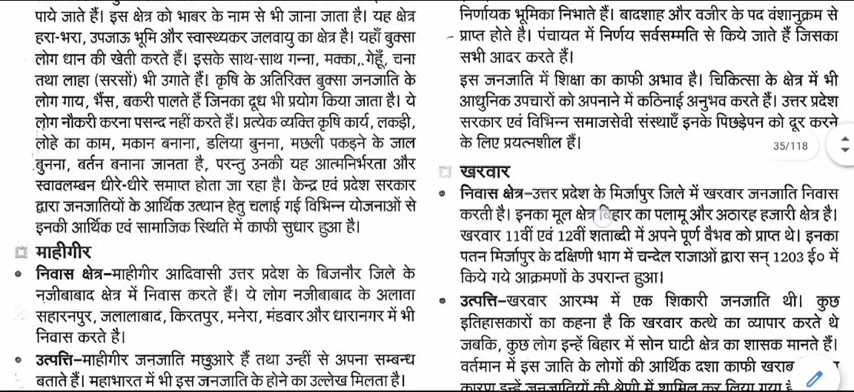 पाये जाते हैं। इस क्षेत्र को भाबर के नाम से भी जाना जाता है। यह क्षेत्र
हरा-भरा, उपजाऊ भूमि और स्वास्थ्यकर जलवायु का क्षेत्र है। यहाँ बुक्सा
लोग धान की खेती करते हैं। इसके साथ-साथ गन्ना, मक्का, गेहूँ, चना
तथा लाहा (सरसों) भी उगाते हैं। कृषि के अतिरिक्त बुक्सा जनजाति के
लोग गाय, भैंस, बकरी पालते हैं जिनका दूध भी प्रयोग किया जाता है। ये
लोग नौकरी करना पसन्द नहीं करते हैं। प्रत्येक व्यक्ति कृषि कार्य, लकड़ी,
लोहे का काम, मकान बनाना, डलिया बुनना, मछली पकड़ने के जाल
बुनना, बर्तन बनाना जानता है, परन्तु उनकी यह आत्मनिर्भरता और
स्वावलम्बन धीरे-धीरे समाप्त होता जा रहा है। केन्द्र एवं प्रदेश सरकार
द्वारा जनजातियों के आर्थिक उत्थान हेतु चलाई गई विभिन्न योजनाओं से
इनकी आर्थिक एवं सामाजिक स्थिति में काफी सुधार हुआ है।
माहीगीर
निवास क्षेत्र–माहीगीर आदिवासी उत्तर प्रदेश के बिजनौर जिले के
नजीबाबाद क्षेत्र में निवास करते हैं। ये लोग नजीबाबाद के अलावा
सहारनपुर, जलालाबाद, किरतपुर, मनेरा, मंडवार और धारानगर में भी
निवास करते है।
उत्पत्ति–माहीगीर जनजाति मछुआरे हैं तथा उन्हीं से अपना सम्बन्ध
बताते हैं। महाभारत में भी इस जनजाति के होने का उल्लेख मिलता है।
निर्णायक भूमिका निभाते हैं। बादशाह और वजीर के पद वंशानुक्रम से
प्राप्त होते है। पंचायत में निर्णय सर्वसम्मति से किये जाते हैं जिसका
सभी आदर करते हैं।
इस जनजाति में शिक्षा का काफी अभाव है। चिकित्सा के क्षेत्र में भी
आधुनिक उपचारों को अपनाने में कठिनाई अनुभव करते हैं। उत्तर प्रदेश
सरकार एवं विभिन्न समाजसेवी संस्थाएँ इनके पिछड़ेपन को दूर करने
के लिए प्रयत्नशील हैं।
35/118
खरवार
निवास क्षेत्र–उत्तर प्रदेश के मिर्जापुर जिले में खरवार जनजाति निवास
करती है। इनका मूल क्षेत्र बिहार का पलामू और अठारह हजारी क्षेत्र है।
खरवार 11वीं एवं 12वीं शताब्दी में अपने पूर्ण वैभव को प्राप्त थे। इनका
पतन मिर्जापुर के दक्षिणी भाग में चन्देल राजाओं द्वारा सन् 1203 ई० में
किये गये आक्रमणों के उपरान्त हुआ।
उत्पत्ति–खरवार आरम्भ में एक शिकारी जनजाति थी। कुछ
इतिहासकारों का कहना है कि खरवार कत्थे का व्यापार करते थे
जबकि, कुछ लोग इन्हें बिहार में सोन घाटी क्षेत्र का शासक मानते हैं।
वर्तमान में इस जाति के लोगों की आर्थिक दशा काफी खराब
कारण इन्हें जनजातियों की श्रेणी में शामिल कर लिया गया है